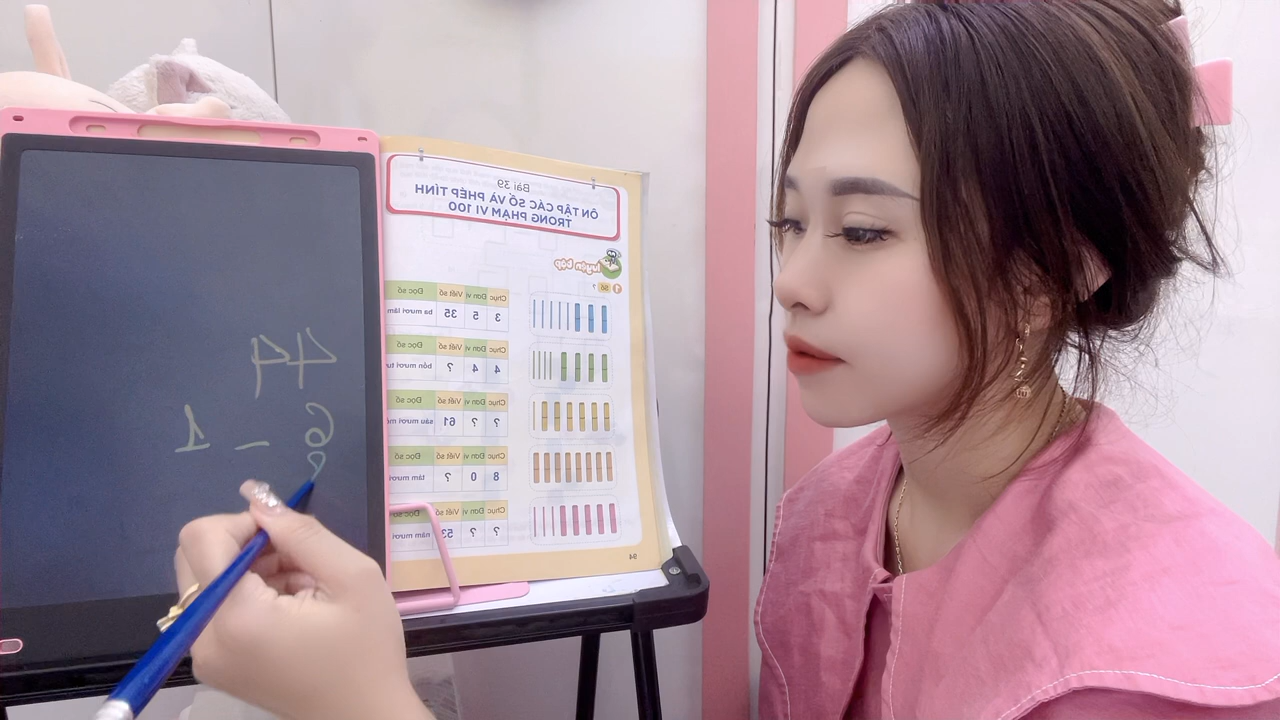 Bài 39
ÔN TẬP CÁC SỐ VÀ PHÉP TÍNH
TRONG PHẠM VI 100
Luyện tập
1 Số ?
Chục Đơn vị Viết số Đọc số
3 5 35 ba mươi lăm
Chục Đơn vị Viết số Đọc số
4 4 ? bốn mươi tư
Chục Đơn vị Viết số Đọc số
? ? 61 sáu mươi
Chục Đơn vị Viết số Đọc số
8 0 ? tám mươi
Chục Đơn vị Viết số Đọc số
? ? 53 năm mươi
94
44
6 - 1